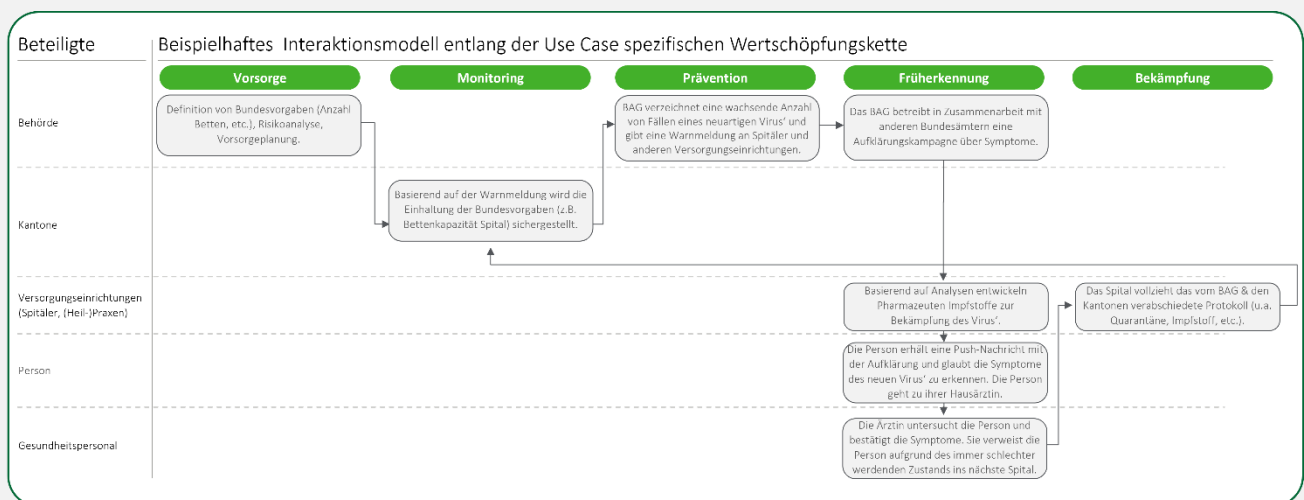 Beteiligte
Beispielhaftes Interaktionsmodell entlang der Use Case spezifischen Wertschöpfungskette
Vorsorge
Monitoring
Prävention
Früherkennung
Bekämpfung
Behörde
Definition von Bundesvorgaben (Anzahl
Betten, etc.), Risikoanalyse,
Vorsorgeplanung.
BAG verzeichnet eine wachsende Anzahl
von Fällen eines neuartigen Virus' und
gibt eine Warnmeldung an Spitäler und
anderen Versorgungseinrichtungen.
Das BAG betreibt in Zusammenarbeit mit
anderen Bundesämtern eine
Aufklärungskampagne über Symptome.
Kantone
Basierend auf der Warnmeldung wird die
Einhaltung der Bundesvorgaben (z.B.
Bettenkapazität Spital) sichergestellt.
Versorgungseinrichtungen
(Spitäler, (Heil-)Praxen)
Basierend auf Analysen entwickeln
Pharmazeuten Impfstoffe zur
Bekämpfung des Virus'.
Das Spital vollzieht das vom BAG & den
Kantonen verabschiedete Protokoll (u.a.
Quarantäne, Impfstoff, etc.).
Person
Die Person erhält eine Push-Nachricht mit
der Aufklärung und glaubt die Symptome
des neuen Virus' zu erkennen. Die Person
geht zu ihrer Hausärztin.
Gesundheitspersonal
Die Ärztin untersucht die Person und
bestätigt die Symptome. Sie verweist die
Person aufgrund des immer schlechter
werdenden Zustands ins nächste Spital.